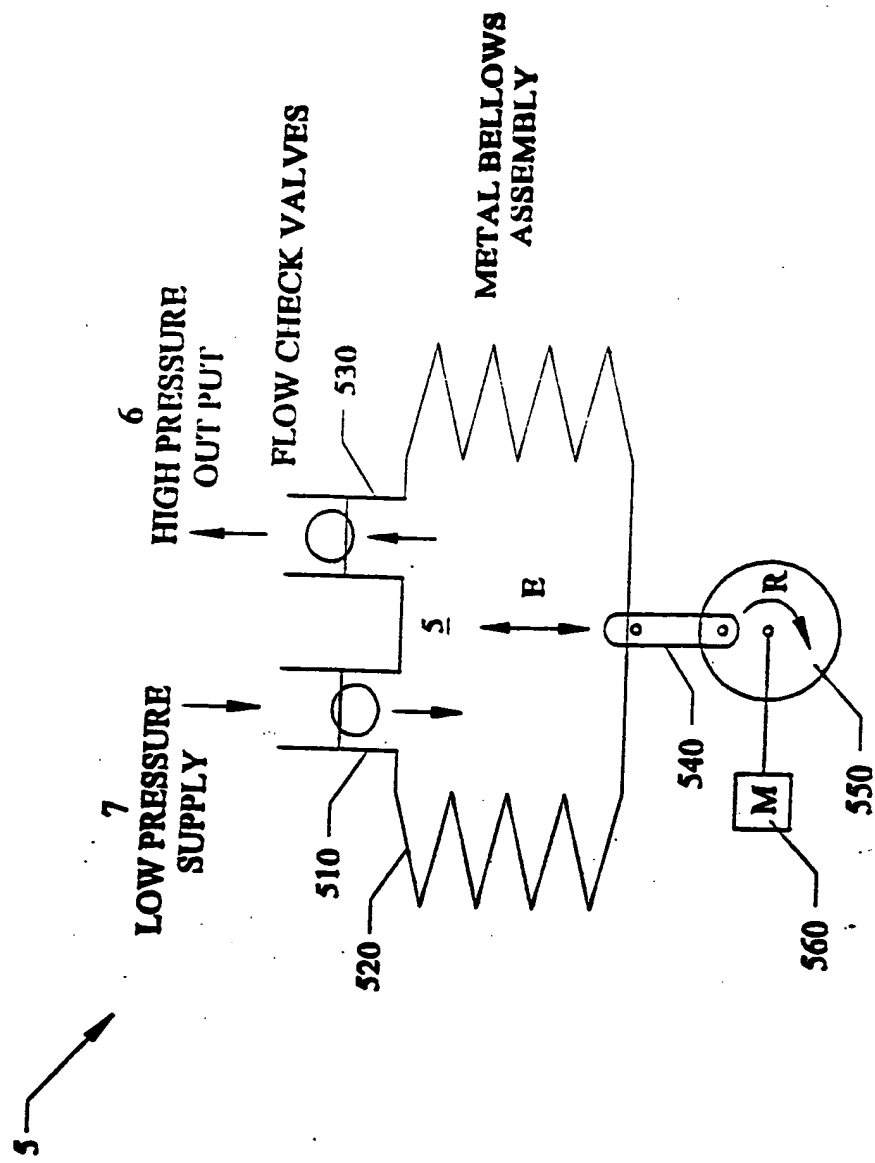 5
7
LOW PRESSURE
SUPPLY
6
HIGH PRESSURE
OUT PUT
FLOW CHECK VALVES
510
530
520
5
E
METAL BELLOWS
ASSEMBLY
540
R
M
550
560